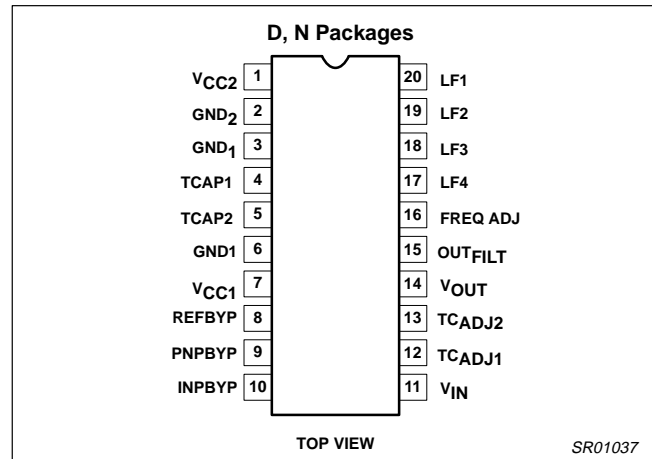 D, N Packages
VCC2 1
GND2 2
GND1 3
TCAP1 4
TCAP2 5
GND1 6
VCC1 7
REFBYP 8
PNPBYP 9
INPBYP 10
20 LF1
19 LF2
18 LF3
17 LF4
16 FREQ ADJ
15 OUTFILT
14 VOUT
13 TCADJ2
12 TCADJ1
11 VIN
TOP VIEW
SR01037